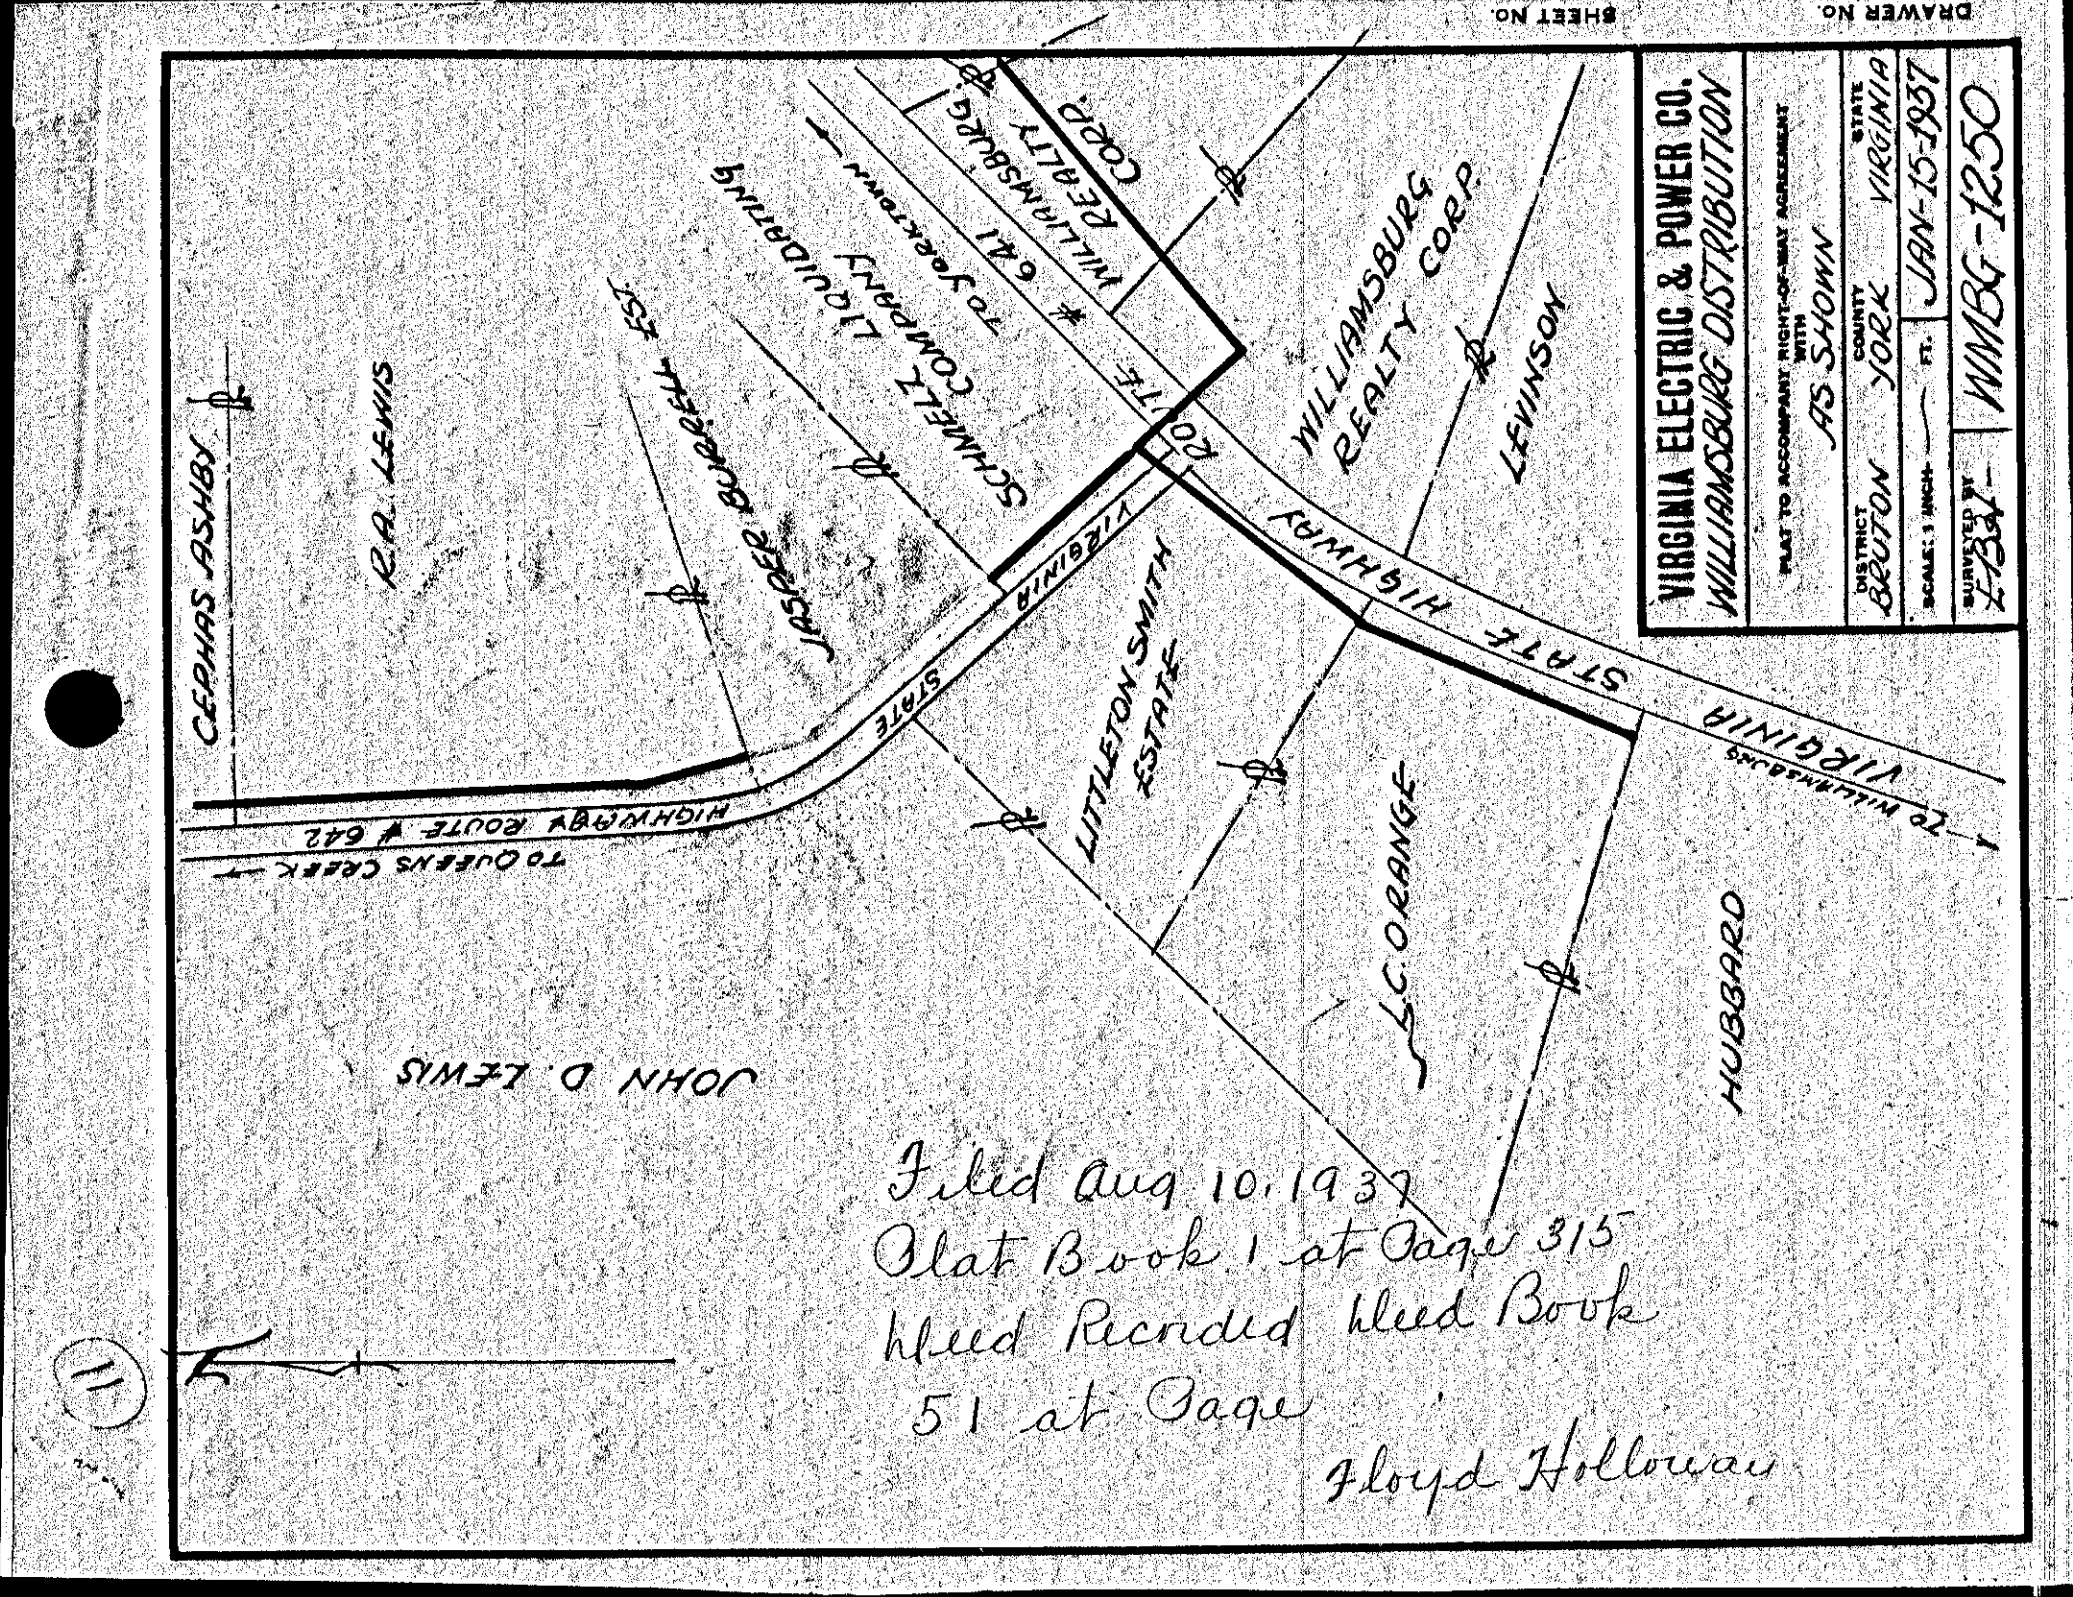 SHEET NO.
DRAWER NO.
VIRGINIA ELECTRIC & POWER CO.
WILLIAMSBURG DISTRIBUTION
PLAT TO ACCOMPANY RIGHT-OF-WAY AGREEMENT
WITH
AS SHOWN
DISTRICT COUNTY STATE
BRUTON YORK VIRGINIA
SCALE: 1 INCH FT. JAN-15-1937
SURVEYED BY
WMBG-1250
CEPHAS ASHBY
R.A. LEWIS
JASPER BURRELL EST.
SCHMELZ LIQUIDATING
COMPANY
TO YORKTOWN
WILLIAMSBURG
REALTY
CORP.
WILLIAMSBURG
REALTY CORP.
LEVINSON
VIRGINIA STATE HIGHWAY ROUTE # 641
TO WILLIAMSBURG
VIRGINIA STATE HIGHWAY ROUTE # 642
TO QUEENS CREEK
LITTLETON SMITH
ESTATE
L.C. ORANGE
HUBBARD
JOHN D. LEWIS
Filed Aug 10, 1937
Plat Book 1 at Page 315
Deed Recorded Deed Book
51 at Page
Floyd Holloway
11